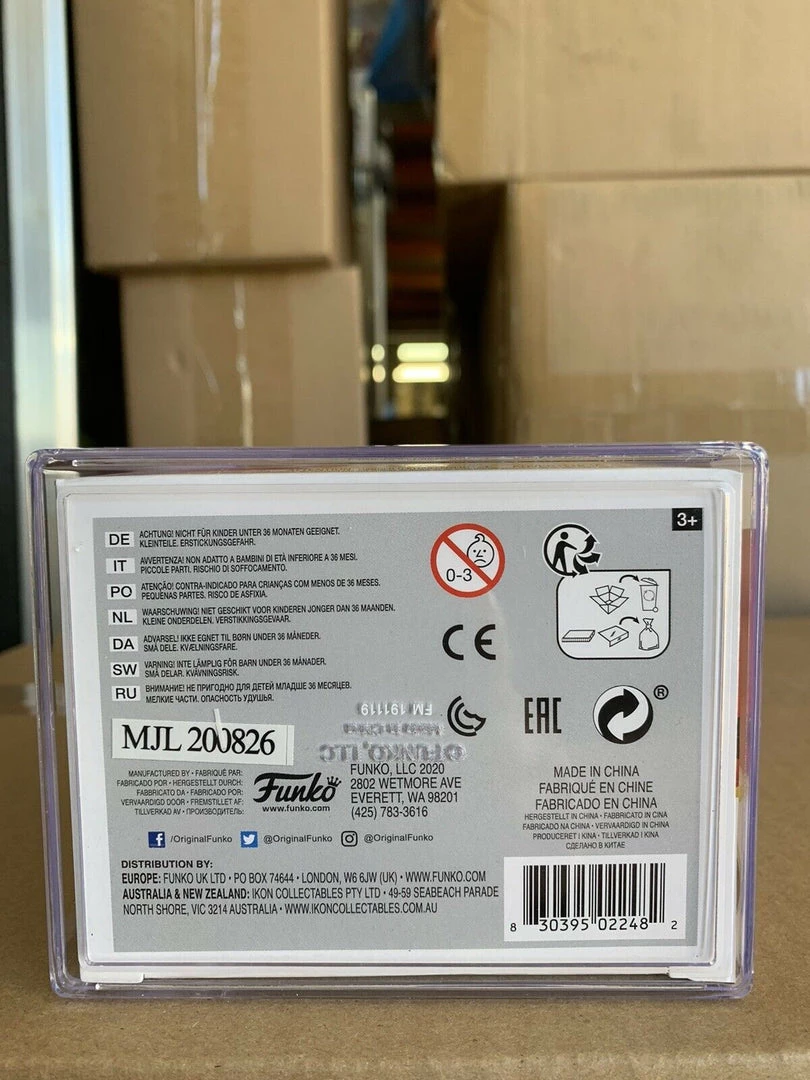 3+
DE ACHTUNG! NICHT FÜR KINDER UNTER 36 MONATEN GEEIGNET.
KLEINTEILE. ERSTICKUNGSGEFAHR.
IT AVVERTENZA! NON ADATTO A BAMBINI DI ETÀ INFERIORE A 36 MESI.
PICCOLE PARTI. RISCHIO DI SOFFOCAMENTO.
PO ATENÇÃO! CONTRA-INDICADO PARA CRIANÇAS COM MENOS DE 36 MESES.
PEQUENAS PARTES. RISCO DE ASFIXIA.
NL WAARSCHUWING! NIET GESCHIKT VOOR KINDEREN JONGER DAN 36 MAANDEN.
KLEINE ONDERDELEN. VERSTIKKINGSGEVAAR.
DA ADVARSEL! IKKE EGNET TIL BØRN UNDER 36 MÅNEDER.
SMÅ DELE. KVÆLNINGSFARE.
SW VARNING! INTE LÄMPLIG FÖR BARN UNDER 36 MÅNADER.
SMÅ DELAR. KVÄVNINGSRISK.
RU ВНИМАНИЕ! НЕ ПРИГОДНО ДЛЯ ДЕТЕЙ МЛАДШЕ 36 МЕСЯЦЕВ.
МЕЛКИЕ ЧАСТИ. ОПАСНОСТЬ УДУШЬЯ.
0-3
CE
EAC
®
FM 191119
Made in China
©FUNKO, LLC
MJL 200826
MANUFACTURED BY • FABRIQUÉ PAR:
FABRICADO POR • HERGESTELLT DURCH:
FABBRICATO DA • FABRICADO POR:
VERVAARDIGD DOOR • FREMSTILLET AF:
TILLVERKAD AV • ПРОИЗВОДИТЕЛЬ:
Funko
www.funko.com
FUNKO, LLC 2020
2802 WETMORE AVE
EVERETT, WA 98201
(425) 783-3616
MADE IN CHINA
FABRIQUÉ EN CHINE
FABRICADO EN CHINA
HERGESTELLT IN CHINA • FABBRICATO IN CINA
FABRICADO NA CHINA • VERVAARDIGD IN CHINA
PRODUCERET I KINA • TILLVERKAD I KINA
СДЕЛАНО В КИТАЕ
/OriginalFunko @OriginalFunko @OriginalFunko
DISTRIBUTION BY:
EUROPE: FUNKO UK LTD • PO BOX 74644 • LONDON, W6 6JW (UK) • WWW.FUNKO.COM
AUSTRALIA & NEW ZEALAND: IKON COLLECTABLES PTY LTD • 49-59 SEABEACH PARADE
NORTH SHORE, VIC 3214 AUSTRALIA • WWW.IKONCOLLECTABLES.COM.AU
8 30395 02248 2